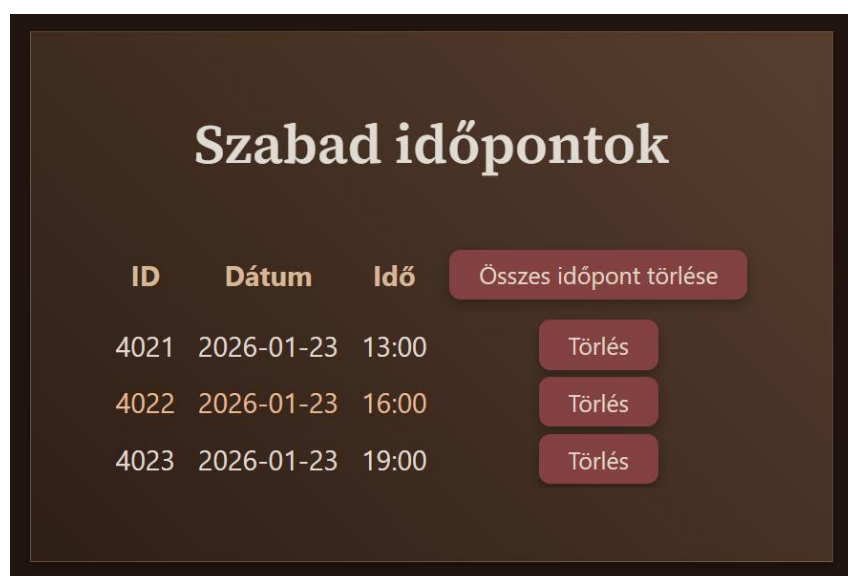 Szabad időpontok
ID Dátum Idő Összes időpont törlése
4021 2026-01-23 13:00 Törlés
4022 2026-01-23 16:00 Törlés
4023 2026-01-23 19:00 Törlés